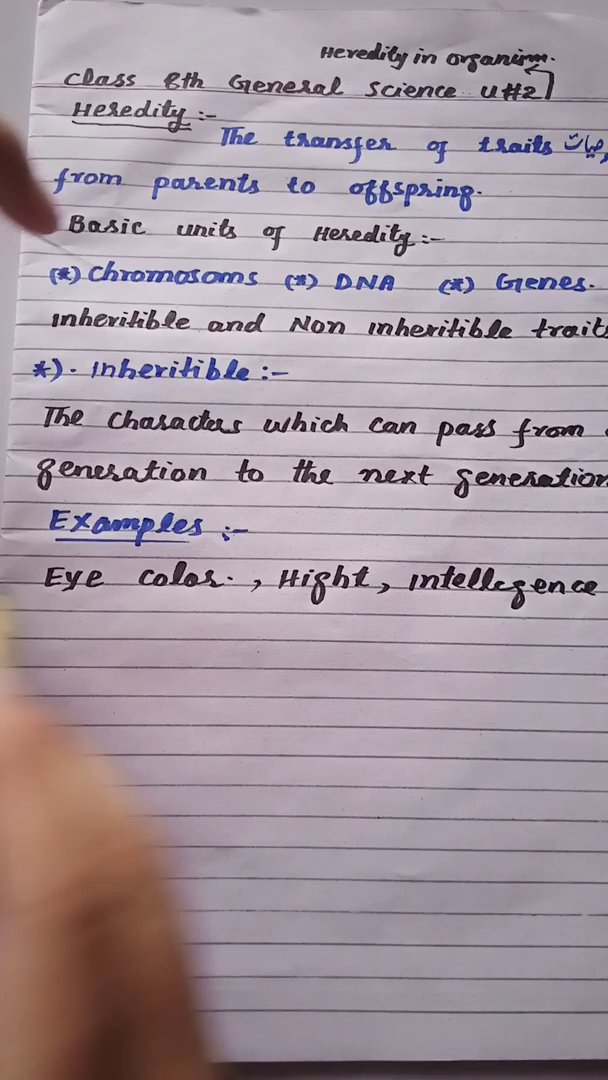 Heredity in organism.
Class 8th General Science U#2
Heredity :-
The transfer of traits
from parents to offspring.
Basic units of Heredity :-
(*) Chromosoms (*) DNA (*) Genes.
inheritible and Non inheritible traits
*). Inheritible :-
The Characters which can pass from
generation to the next generation
Examples :-
Eye color. , Hight, intellegence